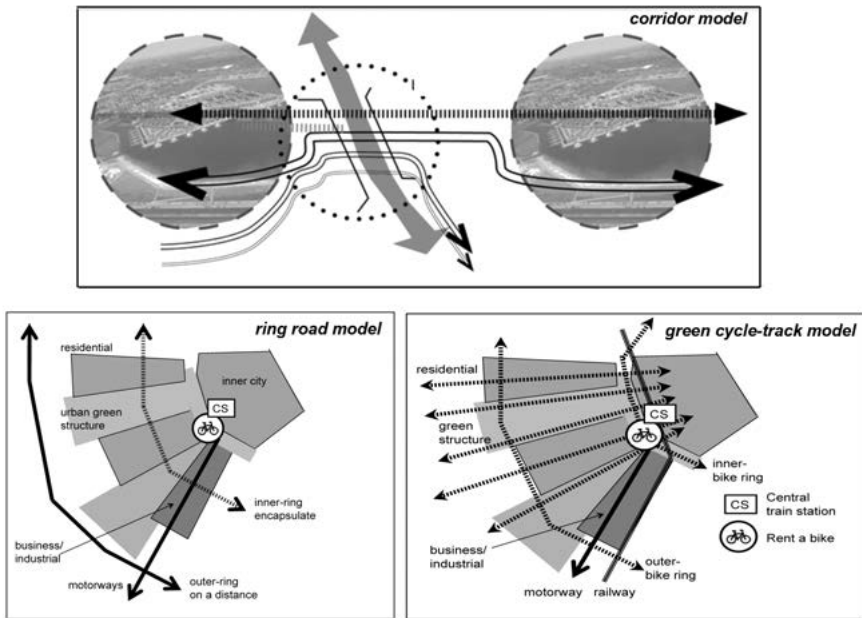 corridor model
ring road model
residential
inner city
CS
urban green
structure
inner-ring
encapsulate
business/
industrial
motorways
outer-ring
on a distance
green cycle-track model
residential
CS
green
structure
inner-
bike ring
CS
Central
train station
Rent a bike
business/
industrial
outer-
bike ring
motorway
railway